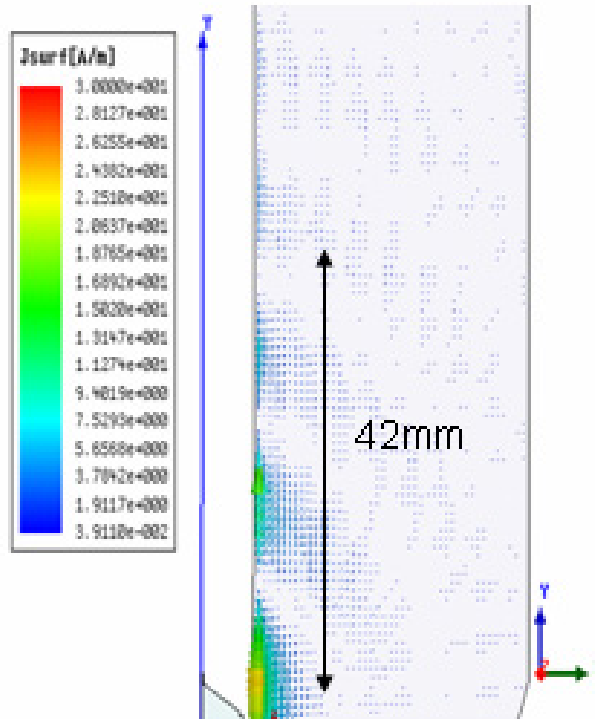 Y
Jsurf[A/m]
3.0000e+001
2.8127e+001
2.6255e+001
2.4382e+001
2.2510e+001
2.0637e+001
1.8765e+001
1.6892e+001
1.5020e+001
1.3147e+001
1.1274e+001
9.4019e+000
7.5293e+000
5.6568e+000
3.7842e+000
1.9117e+000
3.9110e-002
42mm
Y